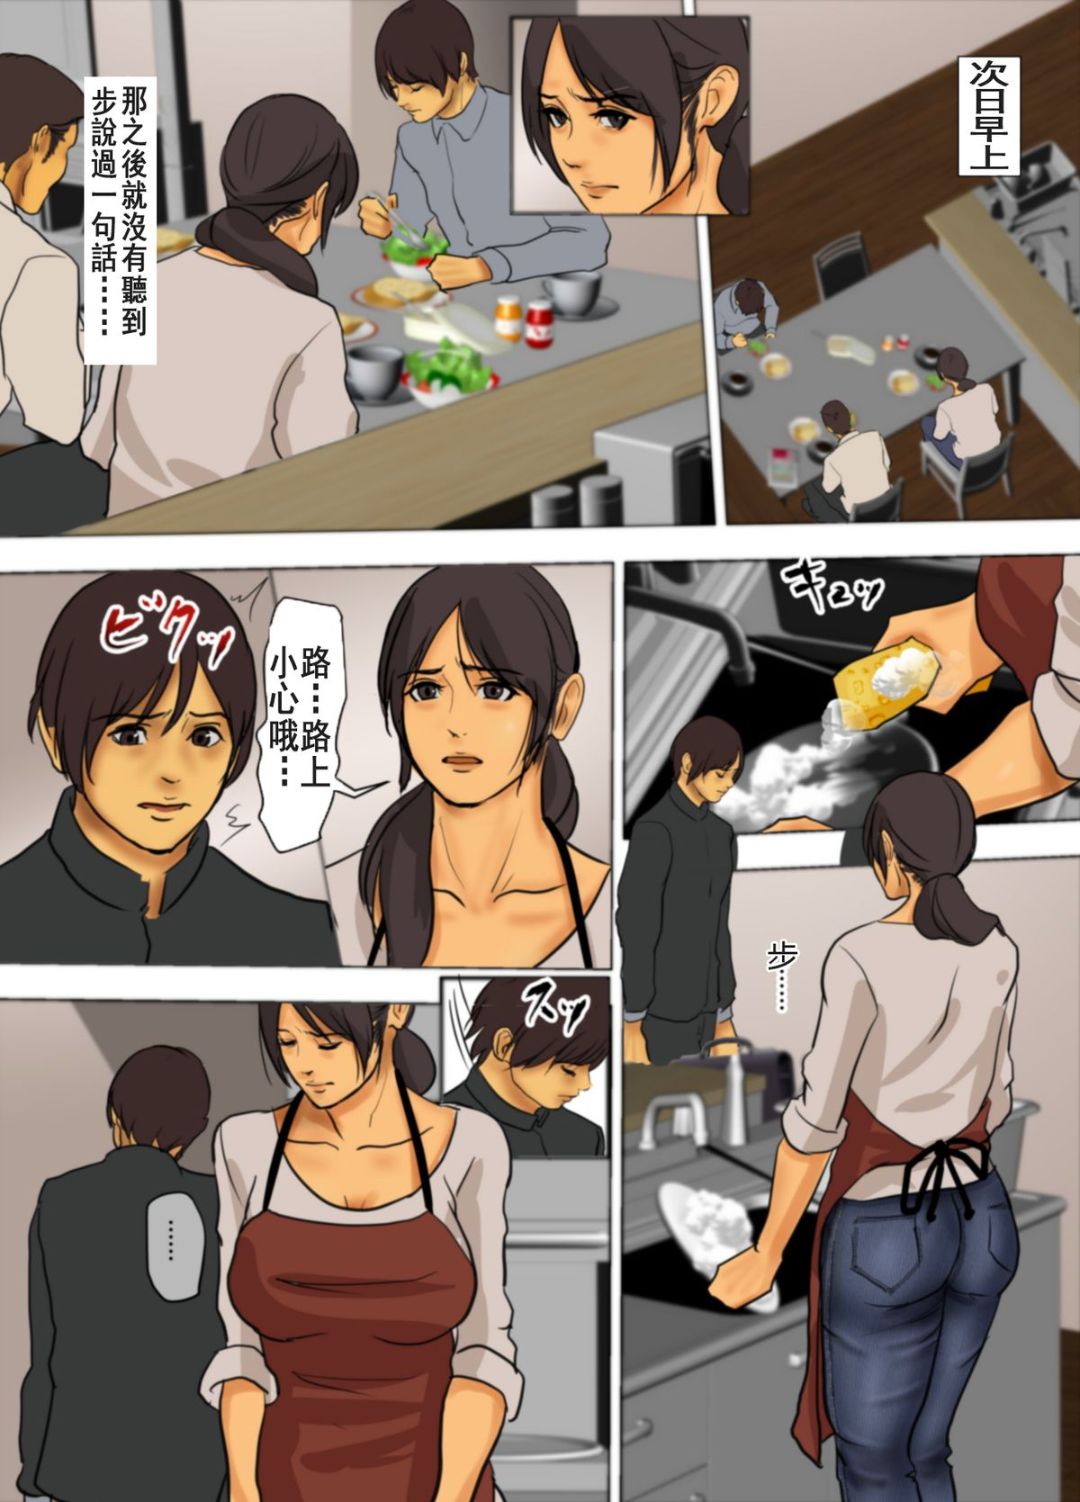 次日早上
那之後就沒有聽到
步說過一句話……
キュッ
步……
路…路上
小心哦…
ビクッ
スッ
……